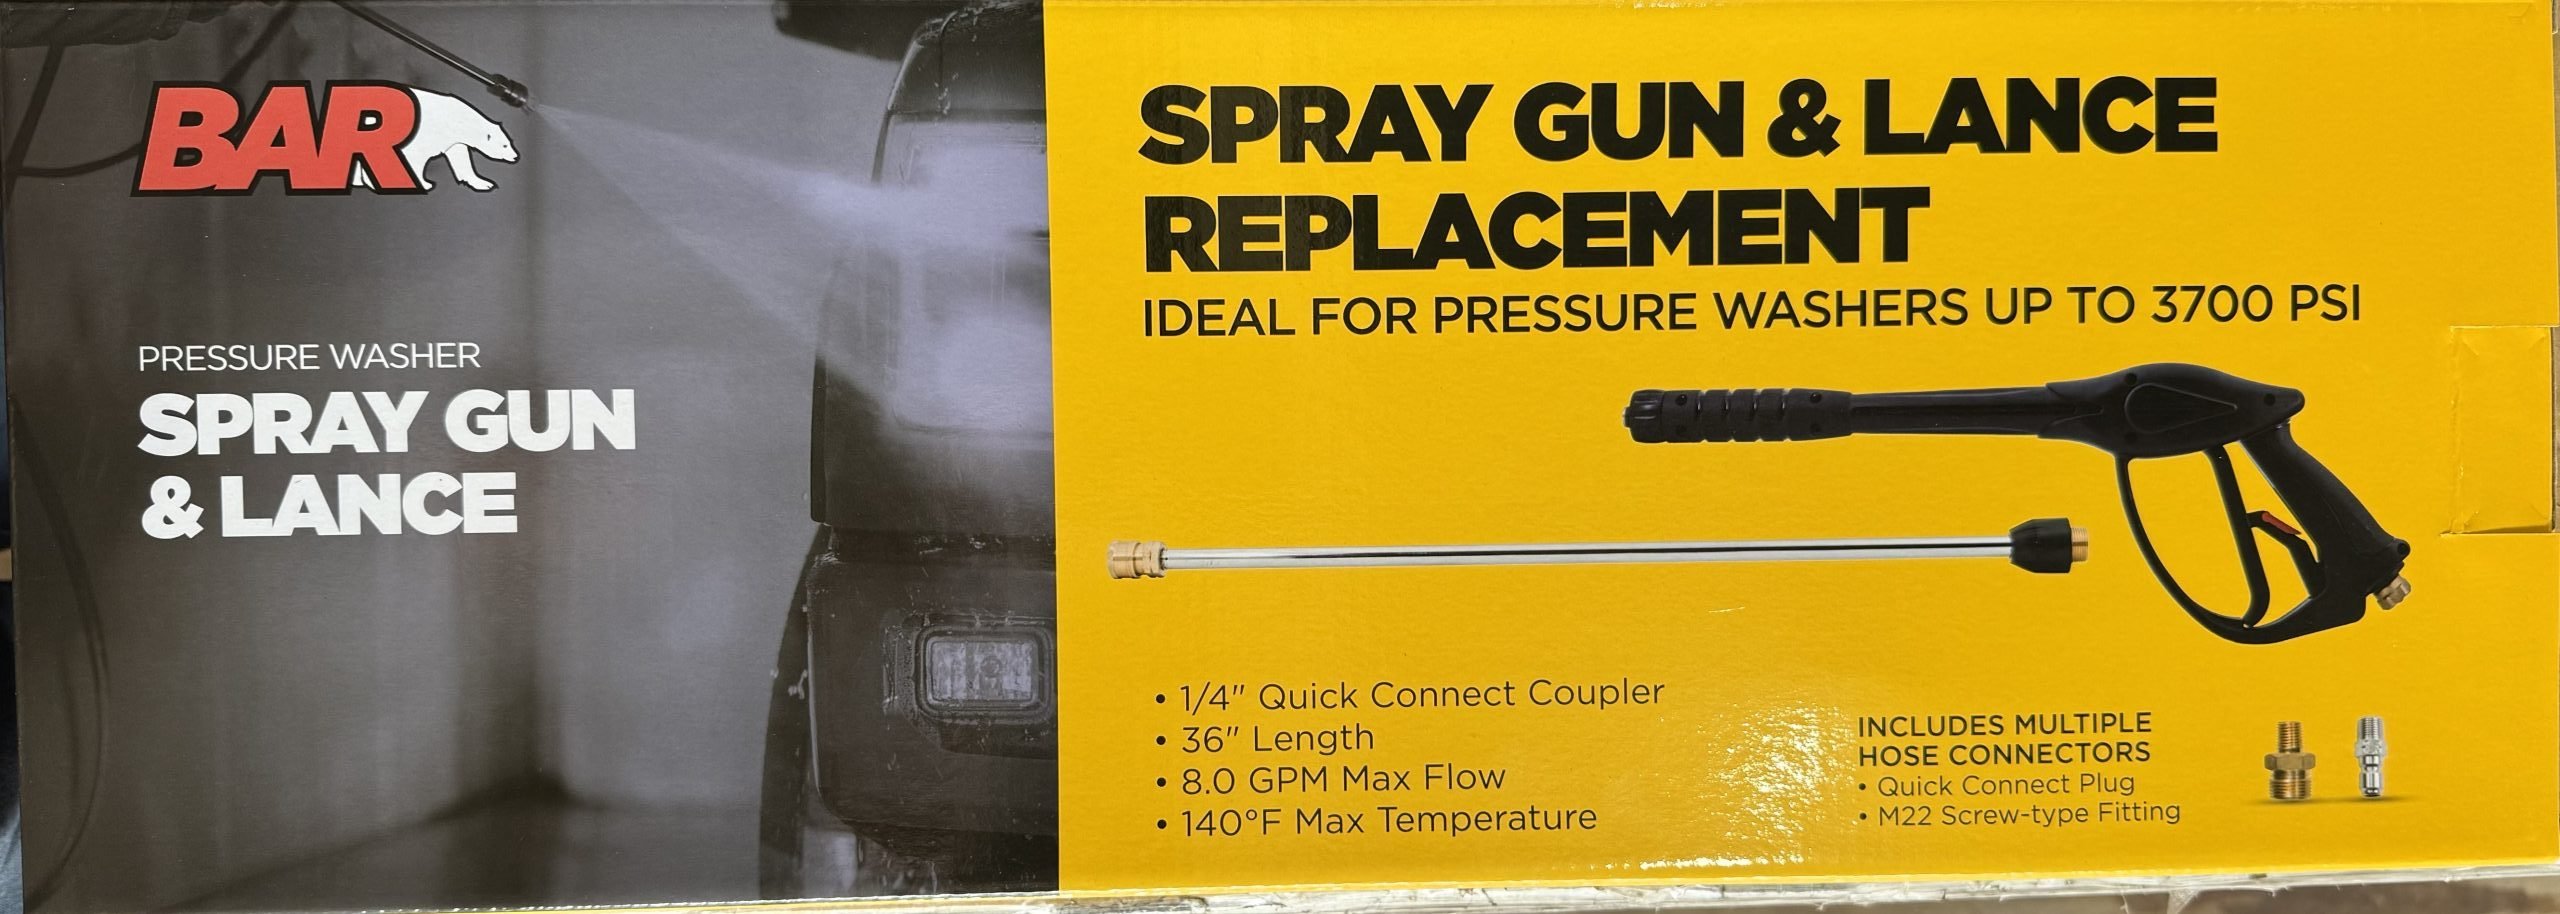 BAR
PRESSURE WASHER
SPRAY GUN
& LANCE
SPRAY GUN & LANCE
REPLACEMENT
IDEAL FOR PRESSURE WASHERS UP TO 3700 PSI
• 1/4" Quick Connect Coupler
• 36" Length
• 8.0 GPM Max Flow
• 140°F Max Temperature
INCLUDES MULTIPLE
HOSE CONNECTORS
• Quick Connect Plug
• M22 Screw-type Fitting